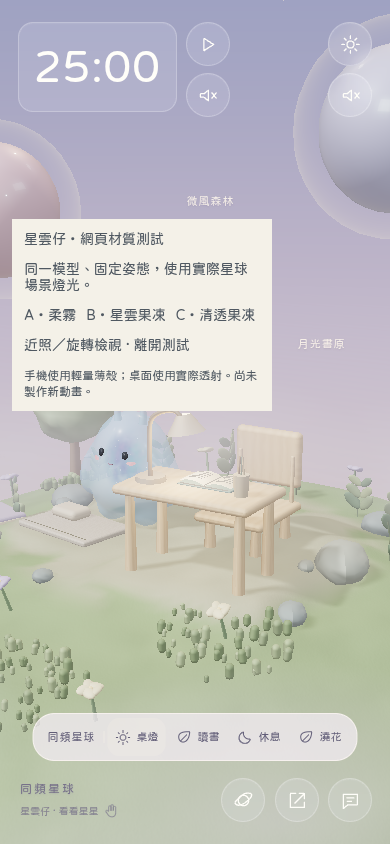 25:00
微風森林
星雲仔・網頁材質測試
同一模型、固定姿態，使用實際星球
場景燈光。
A・柔霧 B・星雲果凍 C・清透果凍
近照／旋轉檢視・離開測試
月光書原
手機使用輕量薄殼；桌面使用實際透射。尚未
製作新動畫。
同頻星球 桌燈 讀書 休息 澆花
同頻星球
星雲仔・看看星星